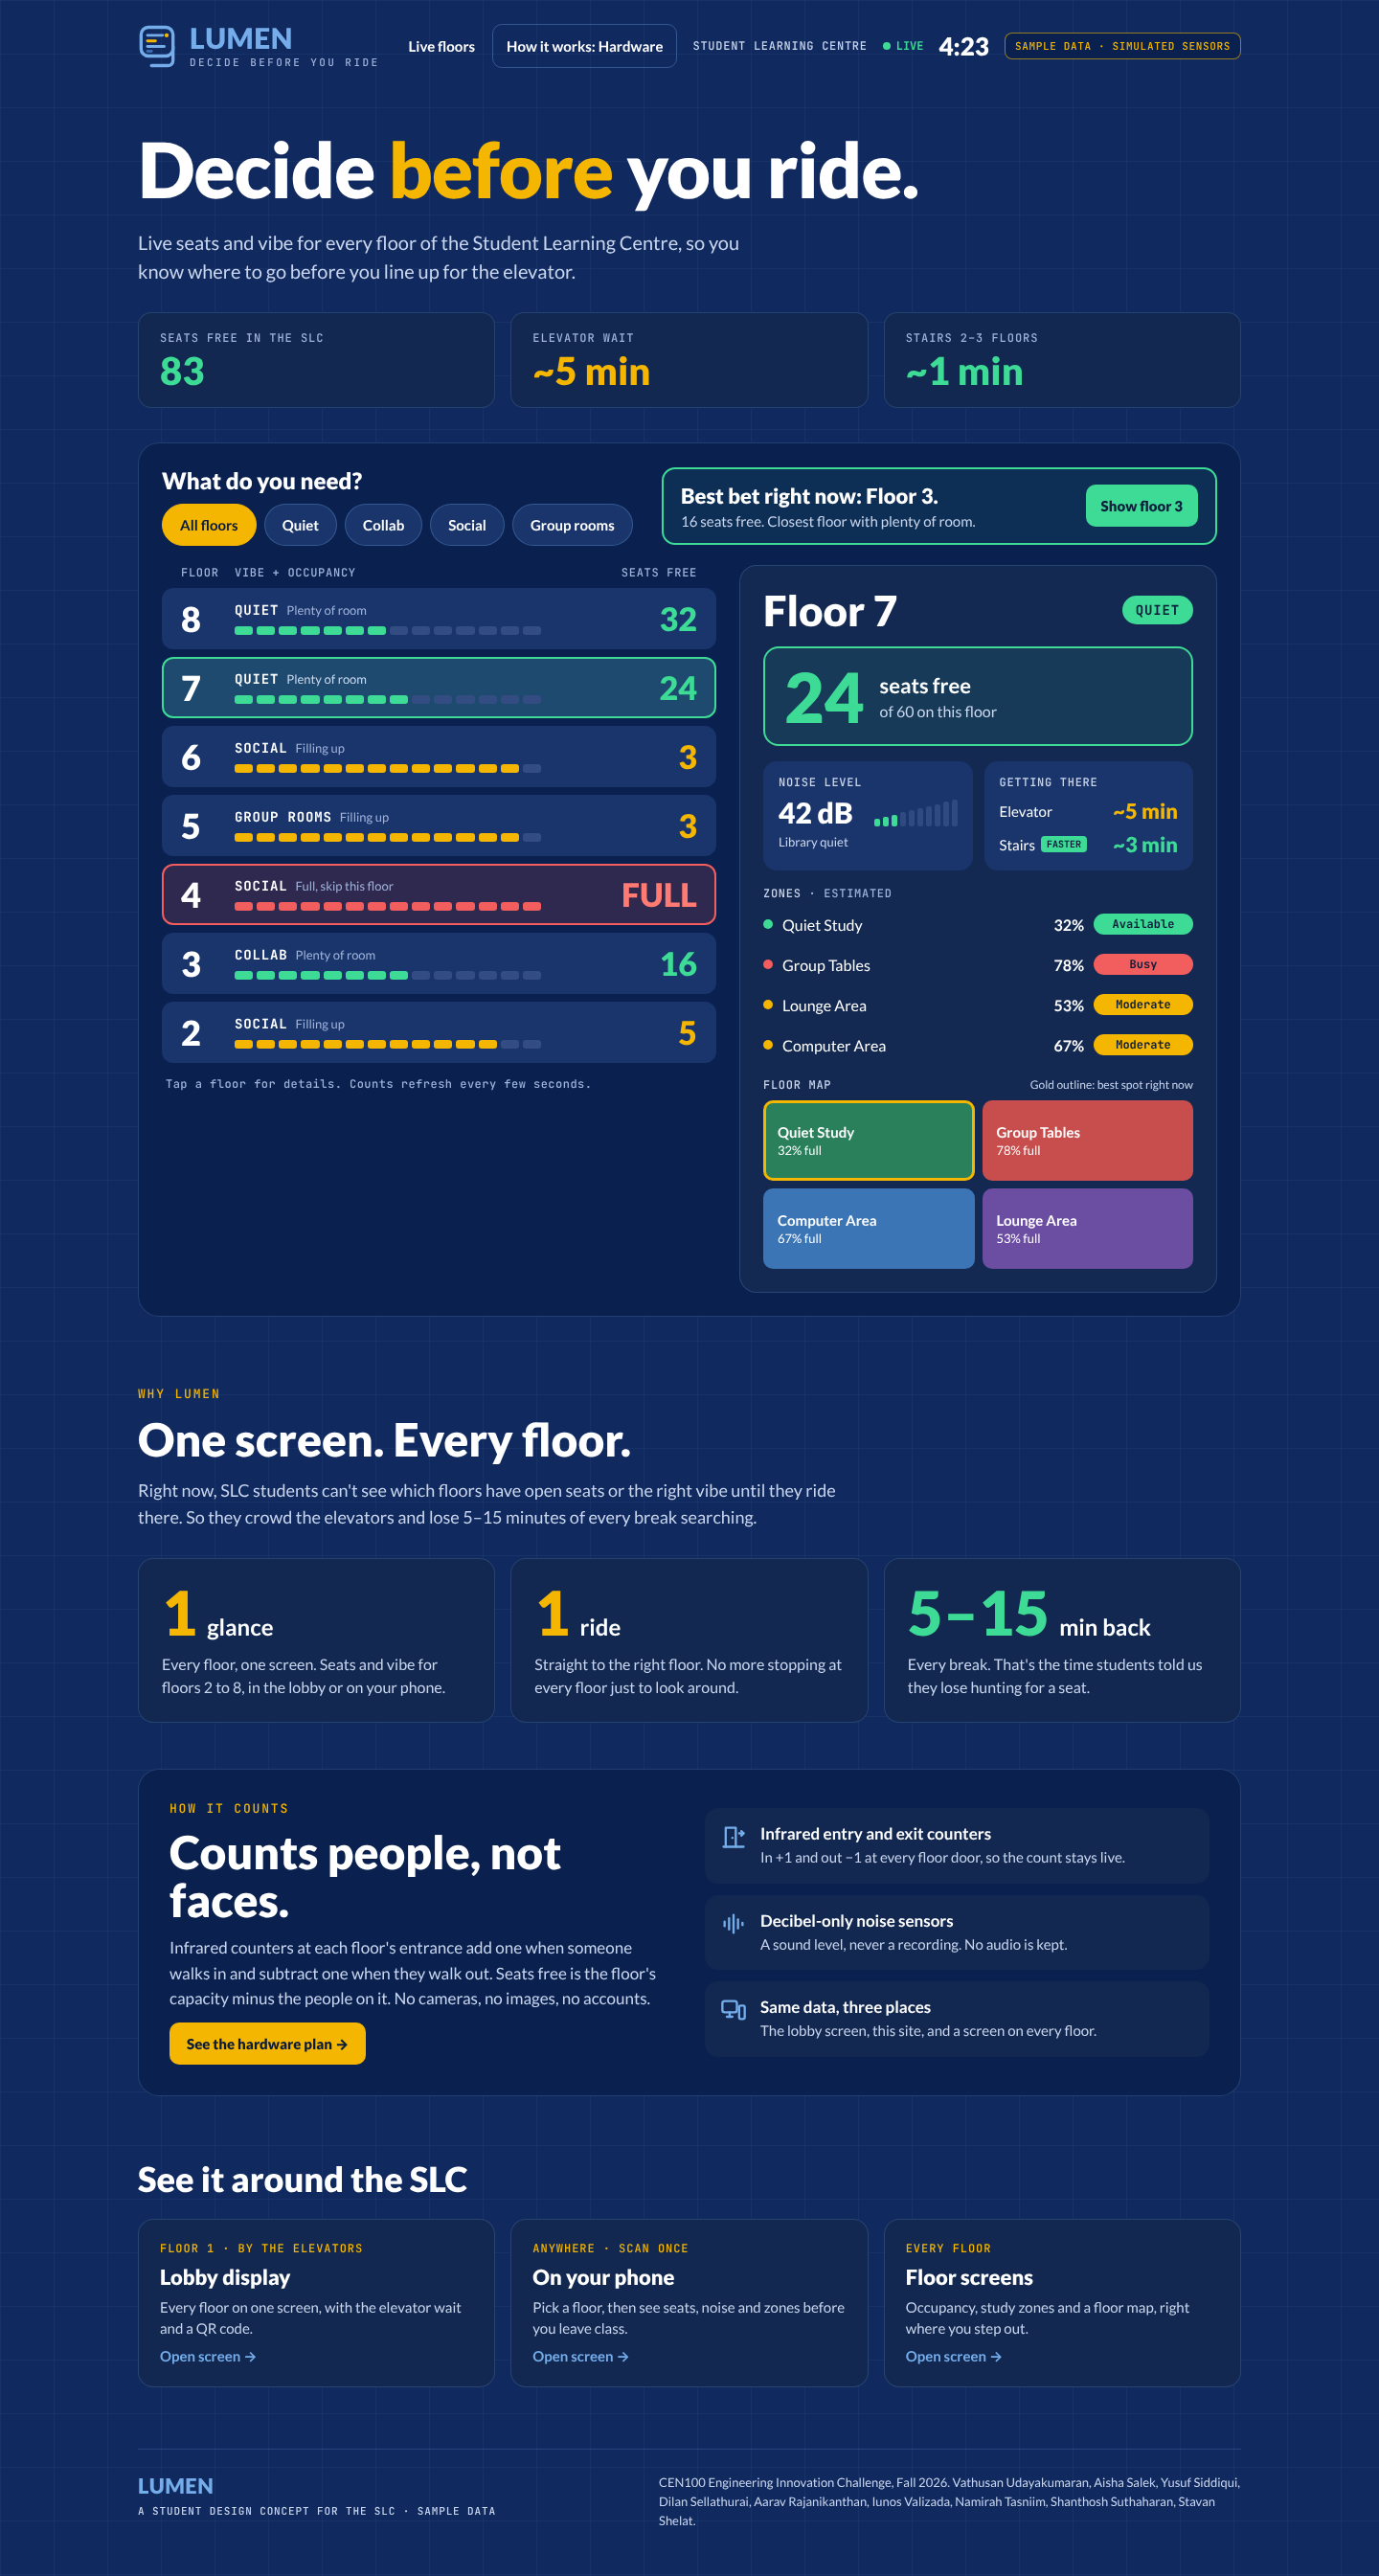 LUMEN
DECIDE BEFORE YOU RIDE
Live floors
How it works: Hardware
STUDENT LEARNING CENTRE
LIVE
4:23
SAMPLE DATA · SIMULATED SENSORS
Decide before you ride.
Live seats and vibe for every floor of the Student Learning Centre, so you
know where to go before you line up for the elevator.
SEATS FREE IN THE SLC
83
ELEVATOR WAIT
~5 min
STAIRS 2–3 FLOORS
~1 min
What do you need?
All floors
Quiet
Collab
Social
Group rooms
Best bet right now: Floor 3.
16 seats free. Closest floor with plenty of room.
Show floor 3
FLOOR VIBE + OCCUPANCY SEATS FREE
8 QUIET Plenty of room 32
7 QUIET Plenty of room 24
6 SOCIAL Filling up 3
5 GROUP ROOMS Filling up 3
4 SOCIAL Full, skip this floor FULL
3 COLLAB Plenty of room 16
2 SOCIAL Filling up 5
Tap a floor for details. Counts refresh every few seconds.
Floor 7
QUIET
24 seats free
of 60 on this floor
NOISE LEVEL
42 dB
Library quiet
GETTING THERE
Elevator ~5 min
Stairs FASTER ~3 min
ZONES · ESTIMATED
Quiet Study 32% Available
Group Tables 78% Busy
Lounge Area 53% Moderate
Computer Area 67% Moderate
FLOOR MAP
Gold outline: best spot right now
Quiet Study
32% full
Group Tables
78% full
Computer Area
67% full
Lounge Area
53% full
WHY LUMEN
One screen. Every floor.
Right now, SLC students can't see which floors have open seats or the right vibe until they ride
there. So they crowd the elevators and lose 5–15 minutes of every break searching.
1 glance
Every floor, one screen. Seats and vibe for
floors 2 to 8, in the lobby or on your phone.
1 ride
Straight to the right floor. No more stopping at
every floor just to look around.
5–15 min back
Every break. That's the time students told us
they lose hunting for a seat.
HOW IT COUNTS
Counts people, not
faces.
Infrared counters at each floor's entrance add one when someone
walks in and subtract one when they walk out. Seats free is the floor's
capacity minus the people on it. No cameras, no images, no accounts.
See the hardware plan →
Infrared entry and exit counters
In +1 and out −1 at every floor door, so the count stays live.
Decibel-only noise sensors
A sound level, never a recording. No audio is kept.
Same data, three places
The lobby screen, this site, and a screen on every floor.
See it around the SLC
FLOOR 1 · BY THE ELEVATORS
Lobby display
Every floor on one screen, with the elevator wait
and a QR code.
Open screen →
ANYWHERE · SCAN ONCE
On your phone
Pick a floor, then see seats, noise and zones before
you leave class.
Open screen →
EVERY FLOOR
Floor screens
Occupancy, study zones and a floor map, right
where you step out.
Open screen →
LUMEN
A STUDENT DESIGN CONCEPT FOR THE SLC · SAMPLE DATA
CEN100 Engineering Innovation Challenge, Fall 2026. Vathusan Udayakumaran, Aisha Salek, Yusuf Siddiqui,
Dilan Sellathurai, Aarav Rajanikanthan, Iunos Valizada, Namirah Tasniim, Shanthosh Suthaharan, Stavan
Shelat.